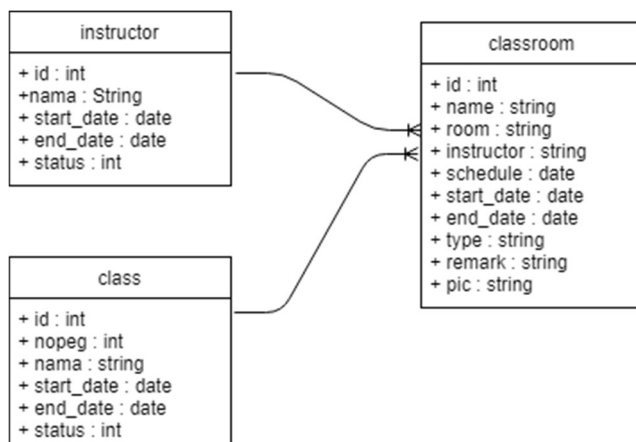 instructor
+ id : int
+nama : String
+ start_date : date
+ end_date : date
+ status : int
classroom
+ id : int
+ name : string
+ room : string
+ instructor : string
+ schedule : date
+ start_date : date
+ end_date : date
+ type : string
+ remark : string
+ pic : string
class
+ id : int
+ nopeg : int
+ nama : string
+ start_date : date
+ end_date : date
+ status : int